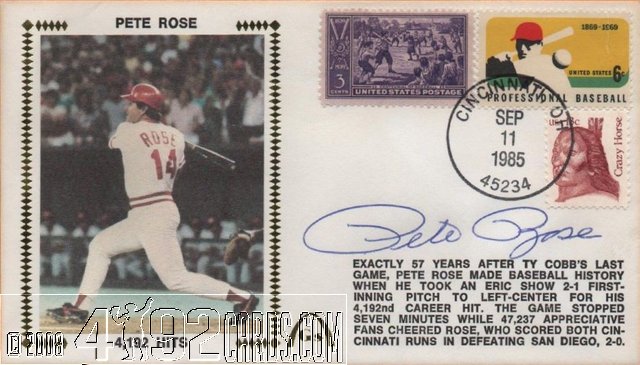 PETE ROSE
ROSE
14
-4,192 HITS
3
CENTS
UNITED STATES POSTAGE
1869-1969
UNITED STATES 6c
PROFESSIONAL BASEBALL
Crazy Horse
CINCINNATI, OH
SEP
11
1985
45234
Pete Rose
EXACTLY 57 YEARS AFTER TY COBB'S LAST
GAME, PETE ROSE MADE BASEBALL HISTORY
WHEN HE TOOK AN ERIC SHOW 2-1 FIRST-
INNING PITCH TO LEFT-CENTER FOR HIS
4,192nd CAREER HIT. THE GAME STOPPED
SEVEN MINUTES WHILE 47,237 APPRECIATIVE
FANS CHEERED ROSE, WHO SCORED BOTH CIN-
CINNATI RUNS IN DEFEATING SAN DIEGO, 2-0.
© 2008 4192CARDS.COM